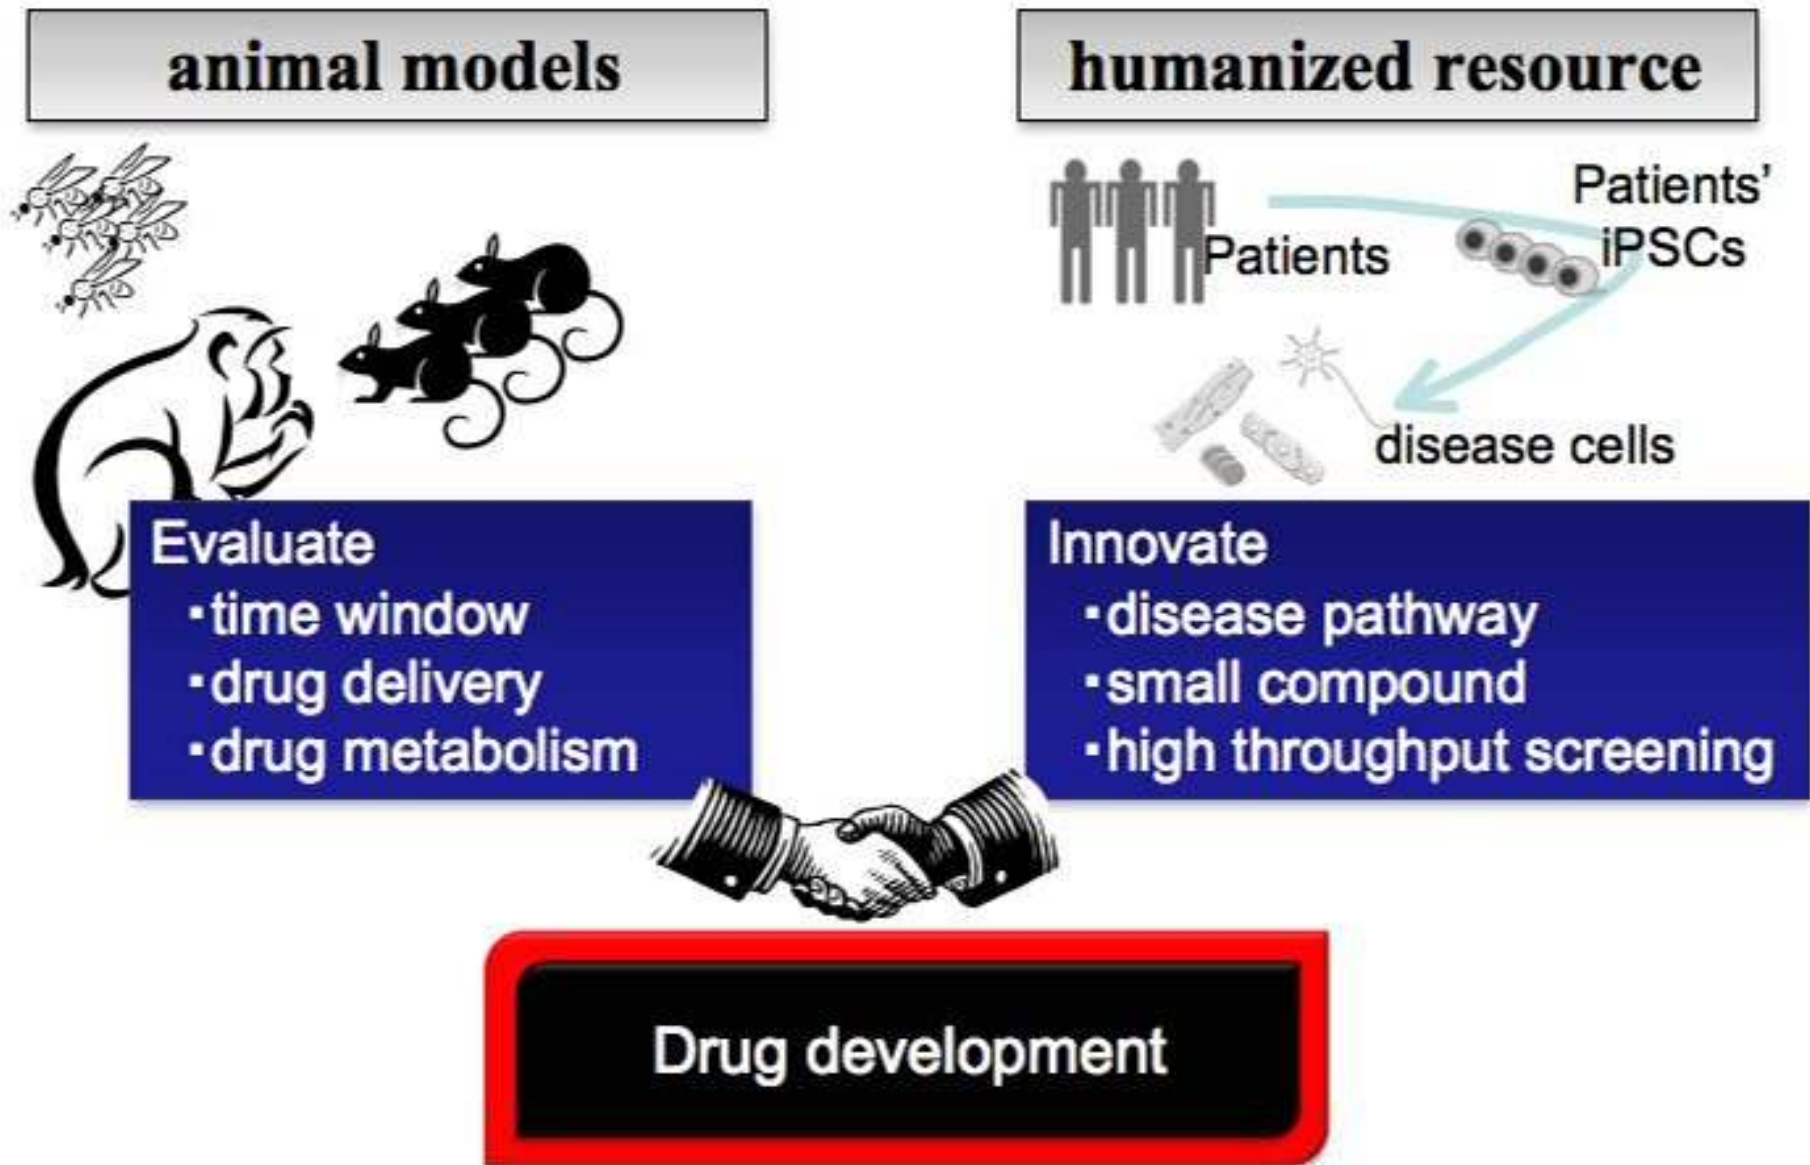 animal models
humanized resource
Patients
Patients’
iPSCs
disease cells
Evaluate
▪time window
▪drug delivery
▪drug metabolism
Innovate
▪disease pathway
▪small compound
▪high throughput screening
Drug development